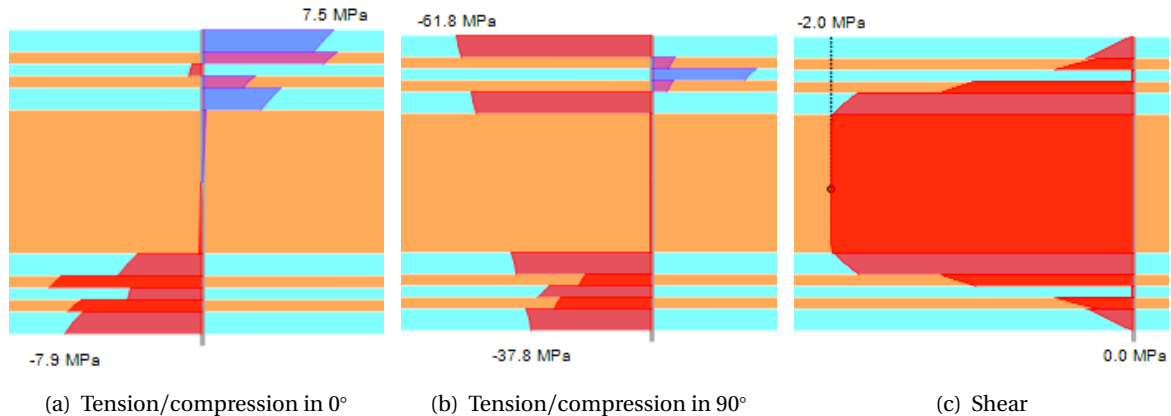 7.5 MPa
-7.9 MPa
(a) Tension/compression in 0°
-61.8 MPa
-37.8 MPa
(b) Tension/compression in 90°
-2.0 MPa
0.0 MPa
(c) Shear